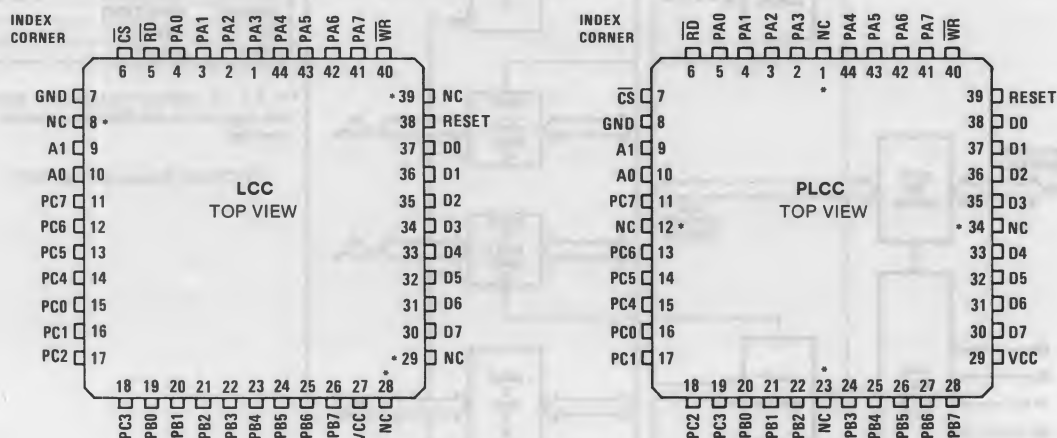 INDEX
CORNER
CS RD PA0 PA1 PA2 PA3 PA4 PA5 PA6 PA7 WR
6 5 4 3 2 1 44 43 42 41 40
GND 7
NC 8 *
A1 9
A0 10
PC7 11
PC6 12
PC5 13
PC4 14
PC0 15
PC1 16
PC2 17
LCC
TOP VIEW
* 39 NC
38 RESET
37 D0
36 D1
35 D2
34 D3
33 D4
32 D5
31 D6
30 D7
* 29 NC
*
18 19 20 21 22 23 24 25 26 27 28
PC3 PB0 PB1 PB2 PB3 PB4 PB5 PB6 PB7 VCC NC
INDEX
CORNER
RD PA0 PA1 PA2 PA3 NC PA4 PA5 PA6 PA7 WR
6 5 4 3 2 1 44 43 42 41 40
*
CS 7
GND 8
A1 9
A0 10
PC7 11
NC 12 *
PC6 13
PC5 14
PC4 15
PC0 16
PC1 17
PLCC
TOP VIEW
39 RESET
38 D0
37 D1
36 D2
35 D3
* 34 NC
33 D4
32 D5
31 D6
30 D7
29 VCC
*
18 19 20 21 22 23 24 25 26 27 28
PC2 PC3 PB0 PB1 PB2 NC PB3 PB4 PB5 PB6 PB7